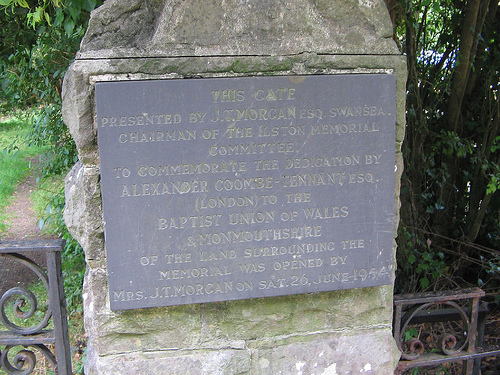 THIS GATE
PRESENTED BY J.T.MORGAN ESQ. SWANSEA.
CHAIRMAN OF THE ILSTON MEMORIAL
COMMITTEE,
TO COMMEMORATE THE DEDICATION BY
ALEXANDER COOMBE-TENNANT ESQ.
(LONDON) TO THE
BAPTIST UNION OF WALES
& MONMOUTHSHIRE
OF THE LAND SURROUNDING THE
MEMORIAL WAS OPENED BY
MRS. J.T.MORGAN ON SAT. 26, JUNE 1954.